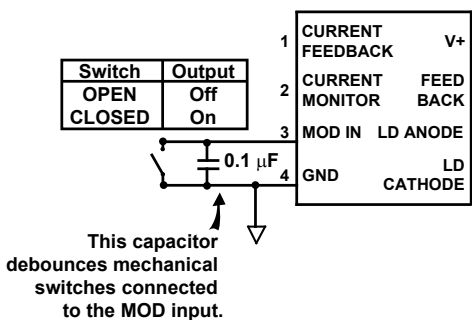 Switch Output
OPEN Off
CLOSED On
1 CURRENT FEEDBACK V+
2 CURRENT MONITOR FEED BACK
3 MOD IN LD ANODE
4 GND LD CATHODE
0.1 µF
This capacitor
debounces mechanical
switches connected
to the MOD input.